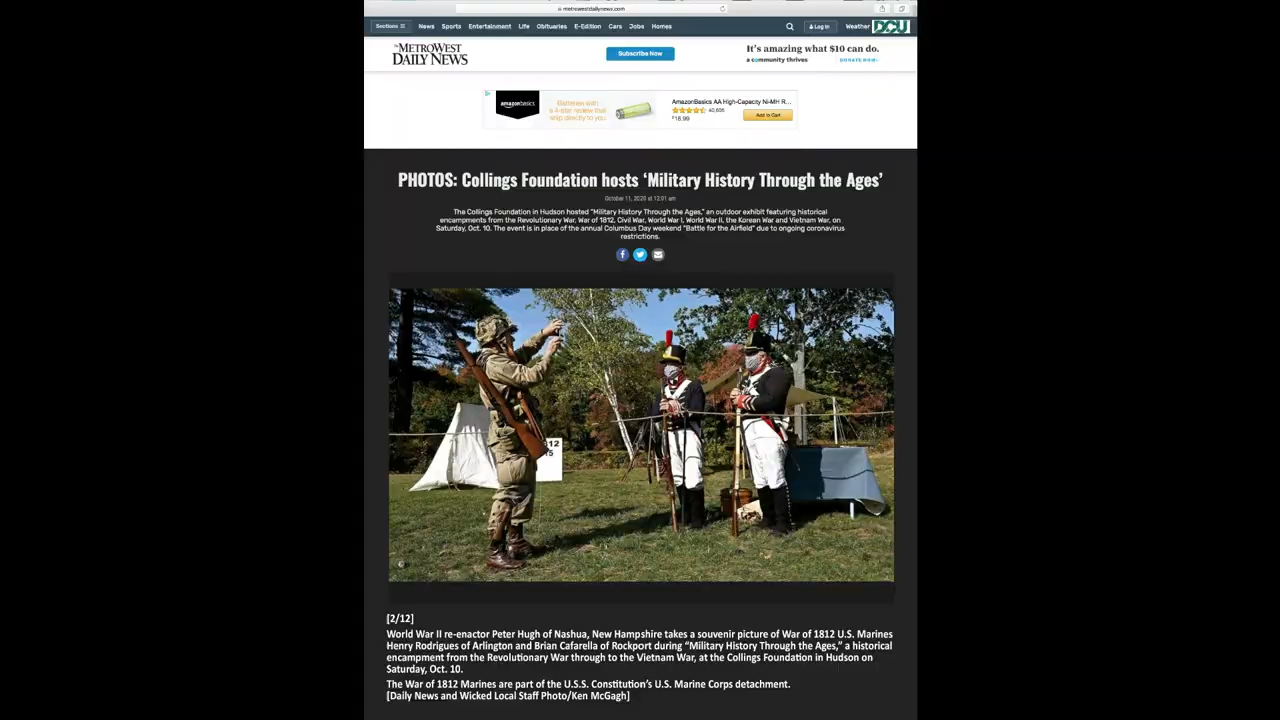 metrowestdailynews.com
Sections News Sports Entertainment Life Obituaries E-Edition Cars Jobs Homes Log In Weather DCU
THE METROWEST
DAILY NEWS
Subscribe Now
It's amazing what $10 can do.
a community thrives DONATE NOW
amazonbasics
Batteries with
a 4-star review that
ship directly to you.
AmazonBasics AA High-Capacity Ni-MH R...
40,606
$18.99
Add to Cart
PHOTOS: Collings Foundation hosts ‘Military History Through the Ages’
October 11, 2020 at 12:01 am
The Collings Foundation in Hudson hosted "Military History Through the Ages," an outdoor exhibit featuring historical
encampments from the Revolutionary War, War of 1812, Civil War, World War I, World War II, the Korean War and Vietnam War, on
Saturday, Oct. 10. The event is in place of the annual Columbus Day weekend "Battle for the Airfield" due to ongoing coronavirus
restrictions.
12
15
[2/12]
World War II re-enactor Peter Hugh of Nashua, New Hampshire takes a souvenir picture of War of 1812 U.S. Marines
Henry Rodrigues of Arlington and Brian Cafarella of Rockport during “Military History Through the Ages,” a historical
encampment from the Revolutionary War through to the Vietnam War, at the Collings Foundation in Hudson on
Saturday, Oct. 10.
The War of 1812 Marines are part of the U.S.S. Constitution’s U.S. Marine Corps detachment.
[Daily News and Wicked Local Staff Photo/Ken McGagh]